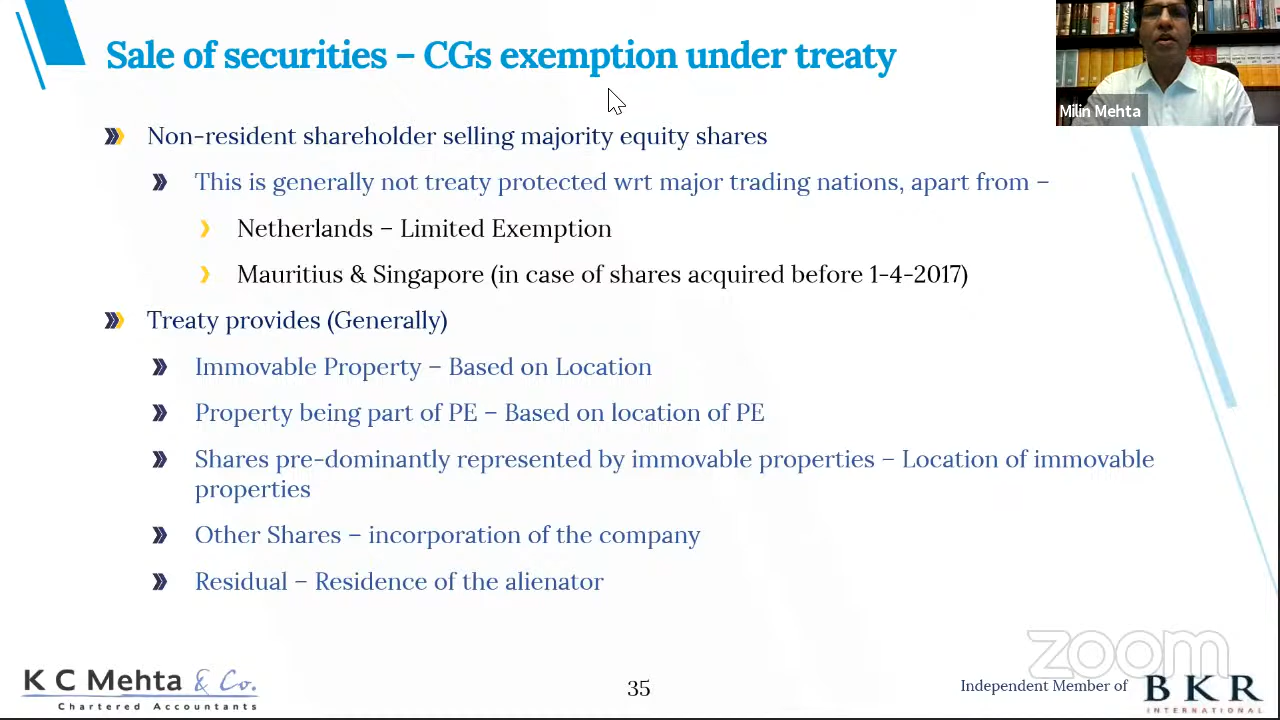 Sale of securities – CGs exemption under treaty
Milin Mehta
Non-resident shareholder selling majority equity shares
This is generally not treaty protected wrt major trading nations, apart from –
Netherlands – Limited Exemption
Mauritius & Singapore (in case of shares acquired before 1-4-2017)
Treaty provides (Generally)
Immovable Property – Based on Location
Property being part of PE – Based on location of PE
Shares pre-dominantly represented by immovable properties – Location of immovable
properties
Other Shares – incorporation of the company
Residual – Residence of the alienator
zoom
K C Mehta & Co.
Chartered Accountants
35
Independent Member of
BKR
INTERNATIONAL